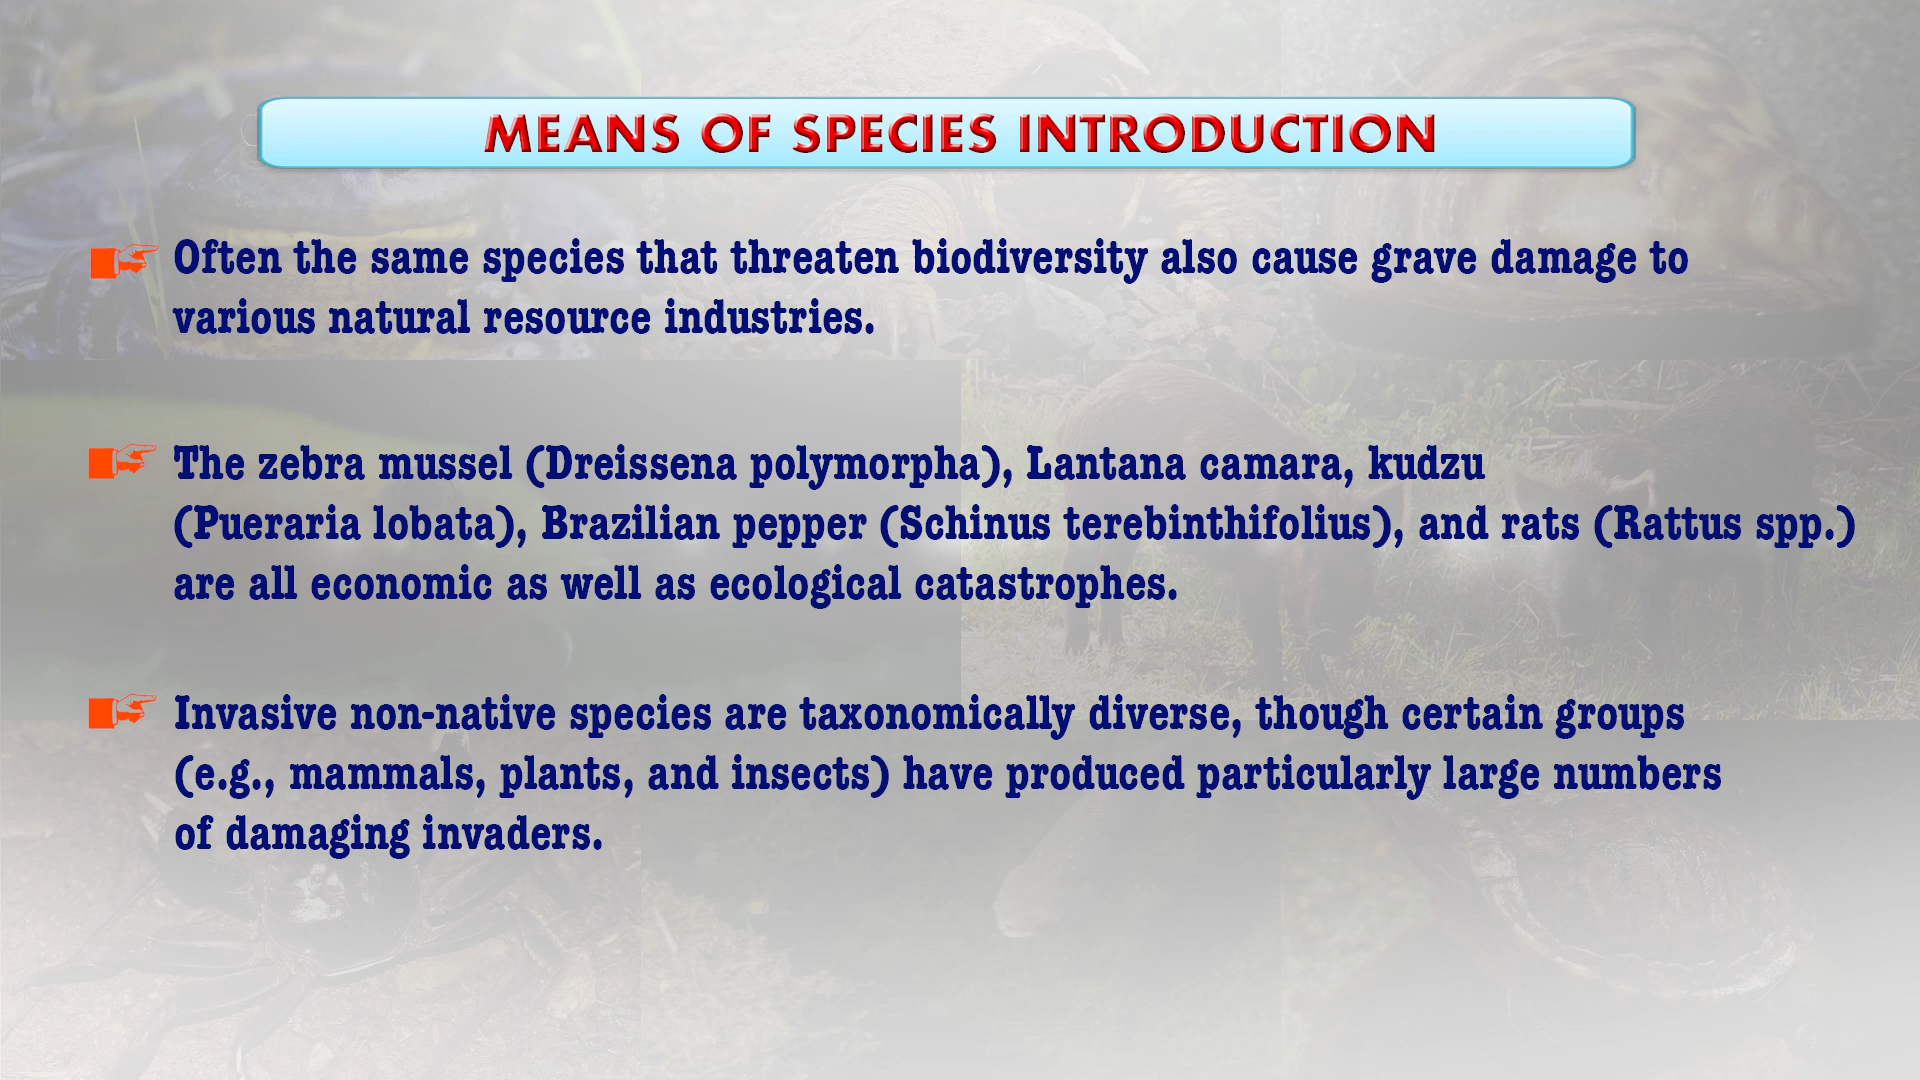 MEANS OF SPECIES INTRODUCTION
Often the same species that threaten biodiversity also cause grave damage to
various natural resource industries.
The zebra mussel (Dreissena polymorpha), Lantana camara, kudzu
(Pueraria lobata), Brazilian pepper (Schinus terebinthifolius), and rats (Rattus spp.)
are all economic as well as ecological catastrophes.
Invasive non-native species are taxonomically diverse, though certain groups
(e.g., mammals, plants, and insects) have produced particularly large numbers
of damaging invaders.